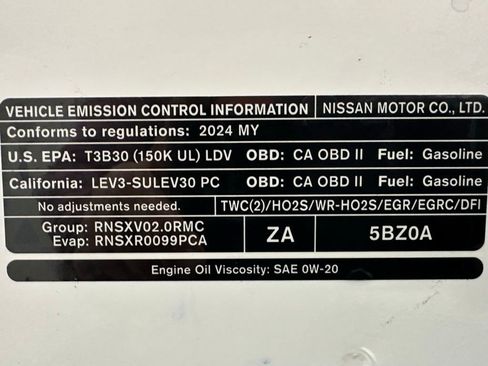 VEHICLE EMISSION CONTROL INFORMATION NISSAN MOTOR CO., LTD.
Conforms to regulations: 2024 MY
U.S. EPA: T3B30 (150K UL) LDV OBD: CA OBD II Fuel: Gasoline
California: LEV3-SULEV30 PC OBD: CA OBD II Fuel: Gasoline
No adjustments needed. TWC(2)/HO2S/WR-HO2S/EGR/EGRC/DFI
Group: RNSXV02.0RMC
Evap: RNSXR0099PCA ZA 5BZ0A
Engine Oil Viscosity: SAE 0W-20